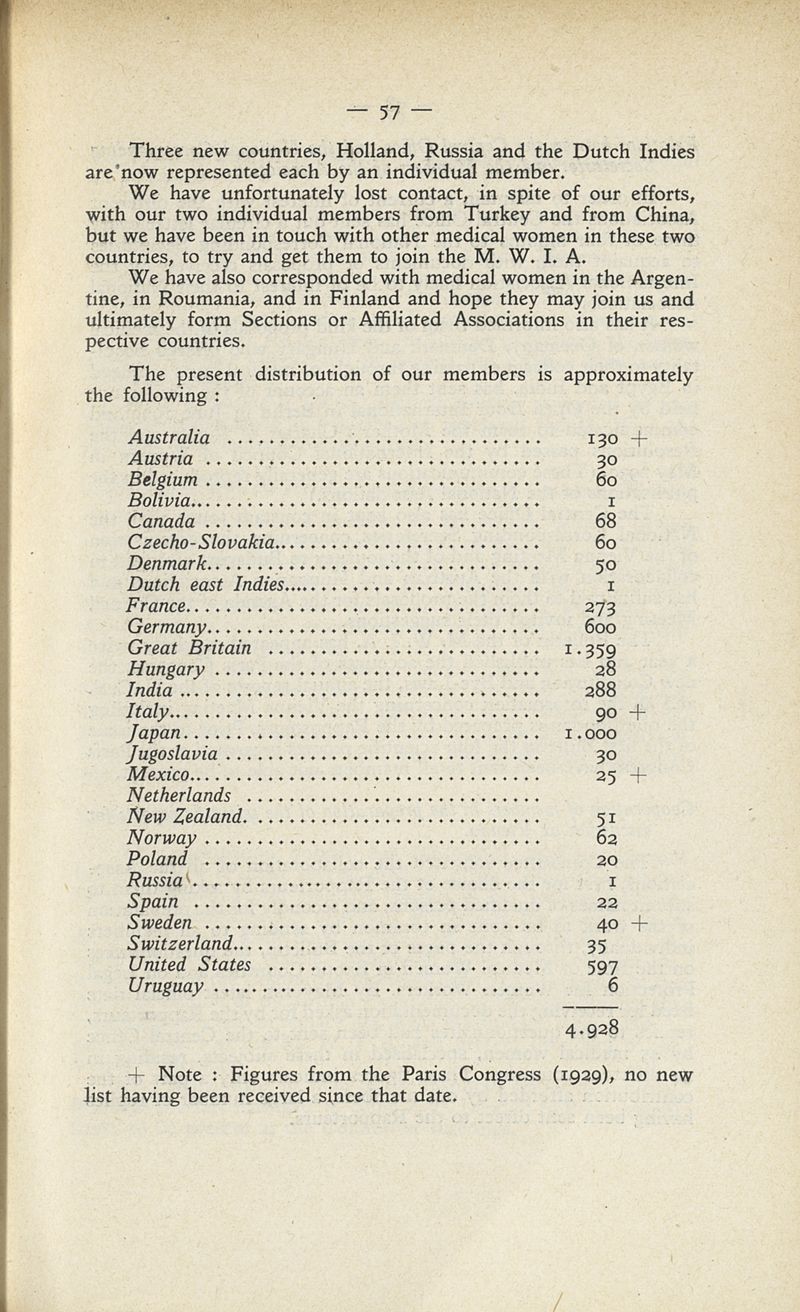 — 57 —
Three new countries, Holland, Russia and the Dutch Indies
are now represented each by an individual member.
We have unfortunately lost contact, in spite of our efforts,
with our two individual members from Turkey and from China,
but we have been in touch with other medical women in these two
countries, to try and get them to join the M. W. I. A.
We have also corresponded with medical women in the Argen-
tine, in Roumania, and in Finland and hope they may join us and
ultimately form Sections or Affiliated Associations in their res-
pective countries.
The present distribution of our members is approximately
the following :
Australia ................................ 130 +
Austria ................................ 30
Belgium ................................ 60
Bolivia................................ 1
Canada ................................ 68
Czecho-Slovakia.......................... 60
Denmark................................ 50
Dutch east Indies......................... 1
France................................ 273
Germany................................ 600
Great Britain ........................... 1.359
Hungary ............................... 28
India ................................ 288
Italy................................ 90 +
Japan................................ 1.000
Jugoslavia .............................. 30
Mexico................................ 25 +
Netherlands ............................
New Zealand. ........................... 51
Norway ................................ 62
Poland ................................ 20
Russia ................................ 1
Spain ................................ 22
Sweden ................................ 40 +
Switzerland.............................. 35
United States ........................... 597
Uruguay ................................ 6
4.928
+ Note : Figures from the Paris Congress (1929), no new
list having been received since that date.